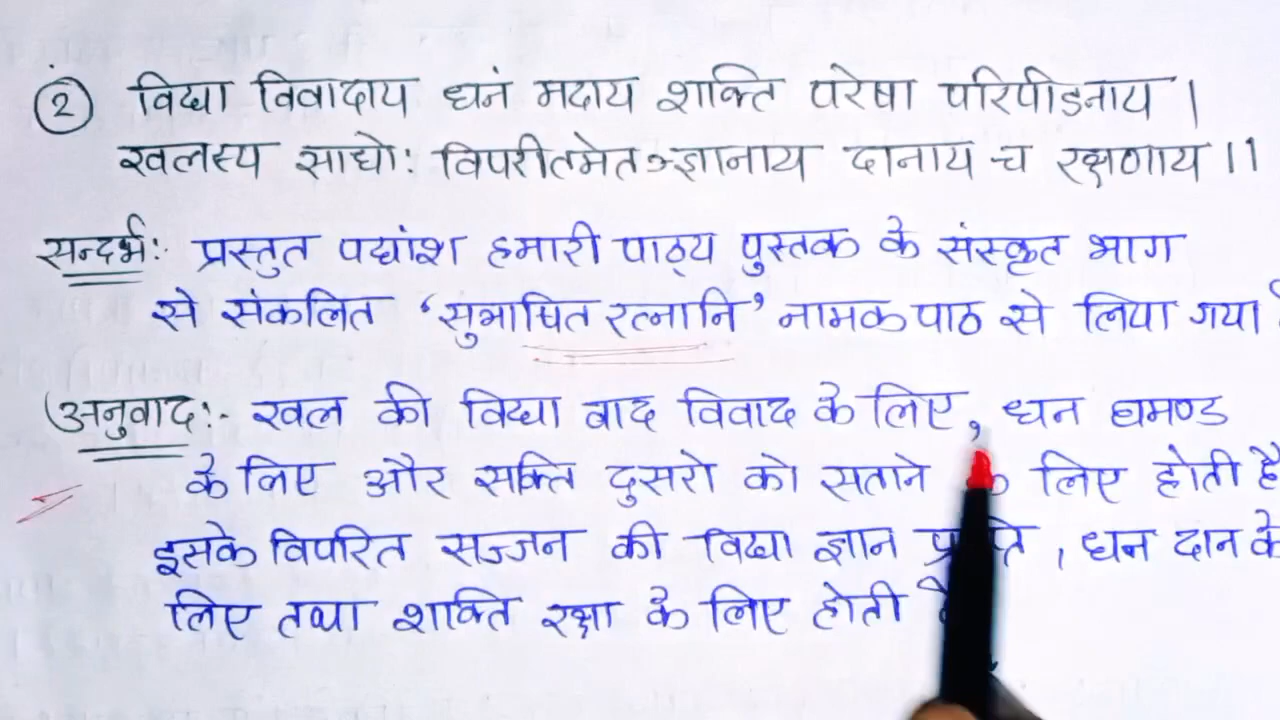 ② विद्या विवादाय धनं मदाय शक्ति परेषा परिपीडनाय ।
खलस्य साधोः विपरीतमेतञ्ज्ञानाय दानाय च रक्षणाय ।।
सन्दर्भः- प्रस्तुत पद्यांश हमारी पाठ्य पुस्तक के संस्कृत भाग
से संकलित ‘सुभाषित रत्नानि’ नामक पाठ से लिया गया
अनुवादः- खल की विद्या बाद विवाद के लिए, धन घमण्ड
के लिए और सक्ति दुसरो को सताने लिए होती है
इसके विपरित सज्जन की विद्या ज्ञान , धन दान के
लिए तथा शक्ति रक्षा के लिए होती